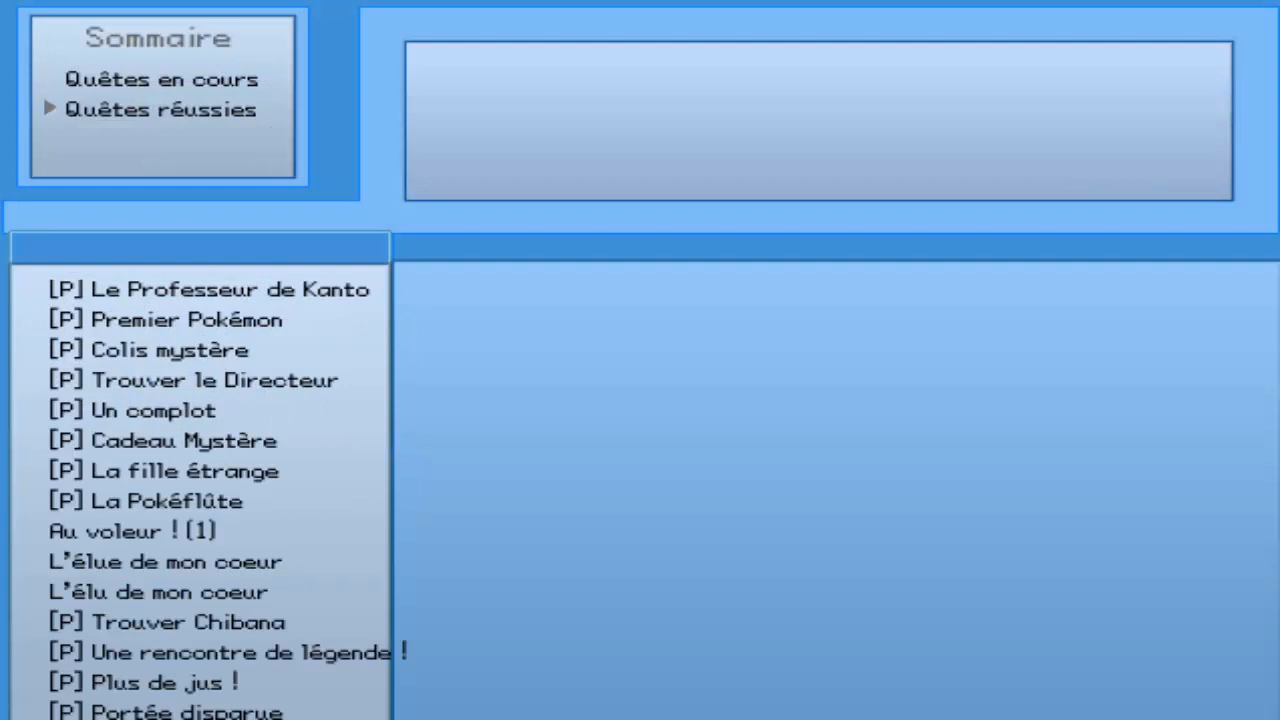 Sommaire
Quêtes en cours
Quêtes réussies
[P] Le Professeur de Kanto
[P] Premier Pokémon
[P] Colis mystère
[P] Trouver le Directeur
[P] Un complot
[P] Cadeau Mystère
[P] La fille étrange
[P] La Pokéflûte
Au voleur ! (1)
L'élue de mon coeur
L'élu de mon coeur
[P] Trouver Chibana
[P] Une rencontre de légende !
[P] Plus de jus !
[P] Portée disparue